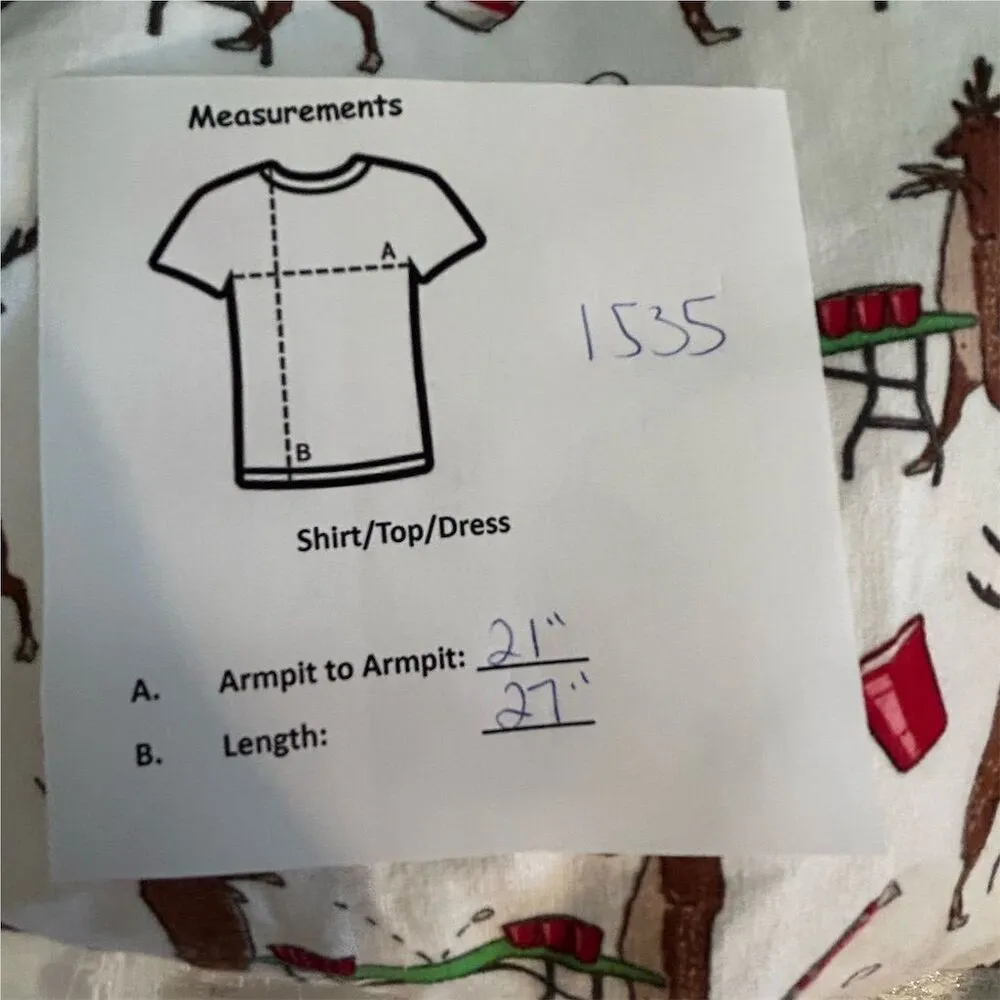 Measurements
A
1535
B
Shirt/Top/Dress
A. Armpit to Armpit: 21"
B. Length: 27"